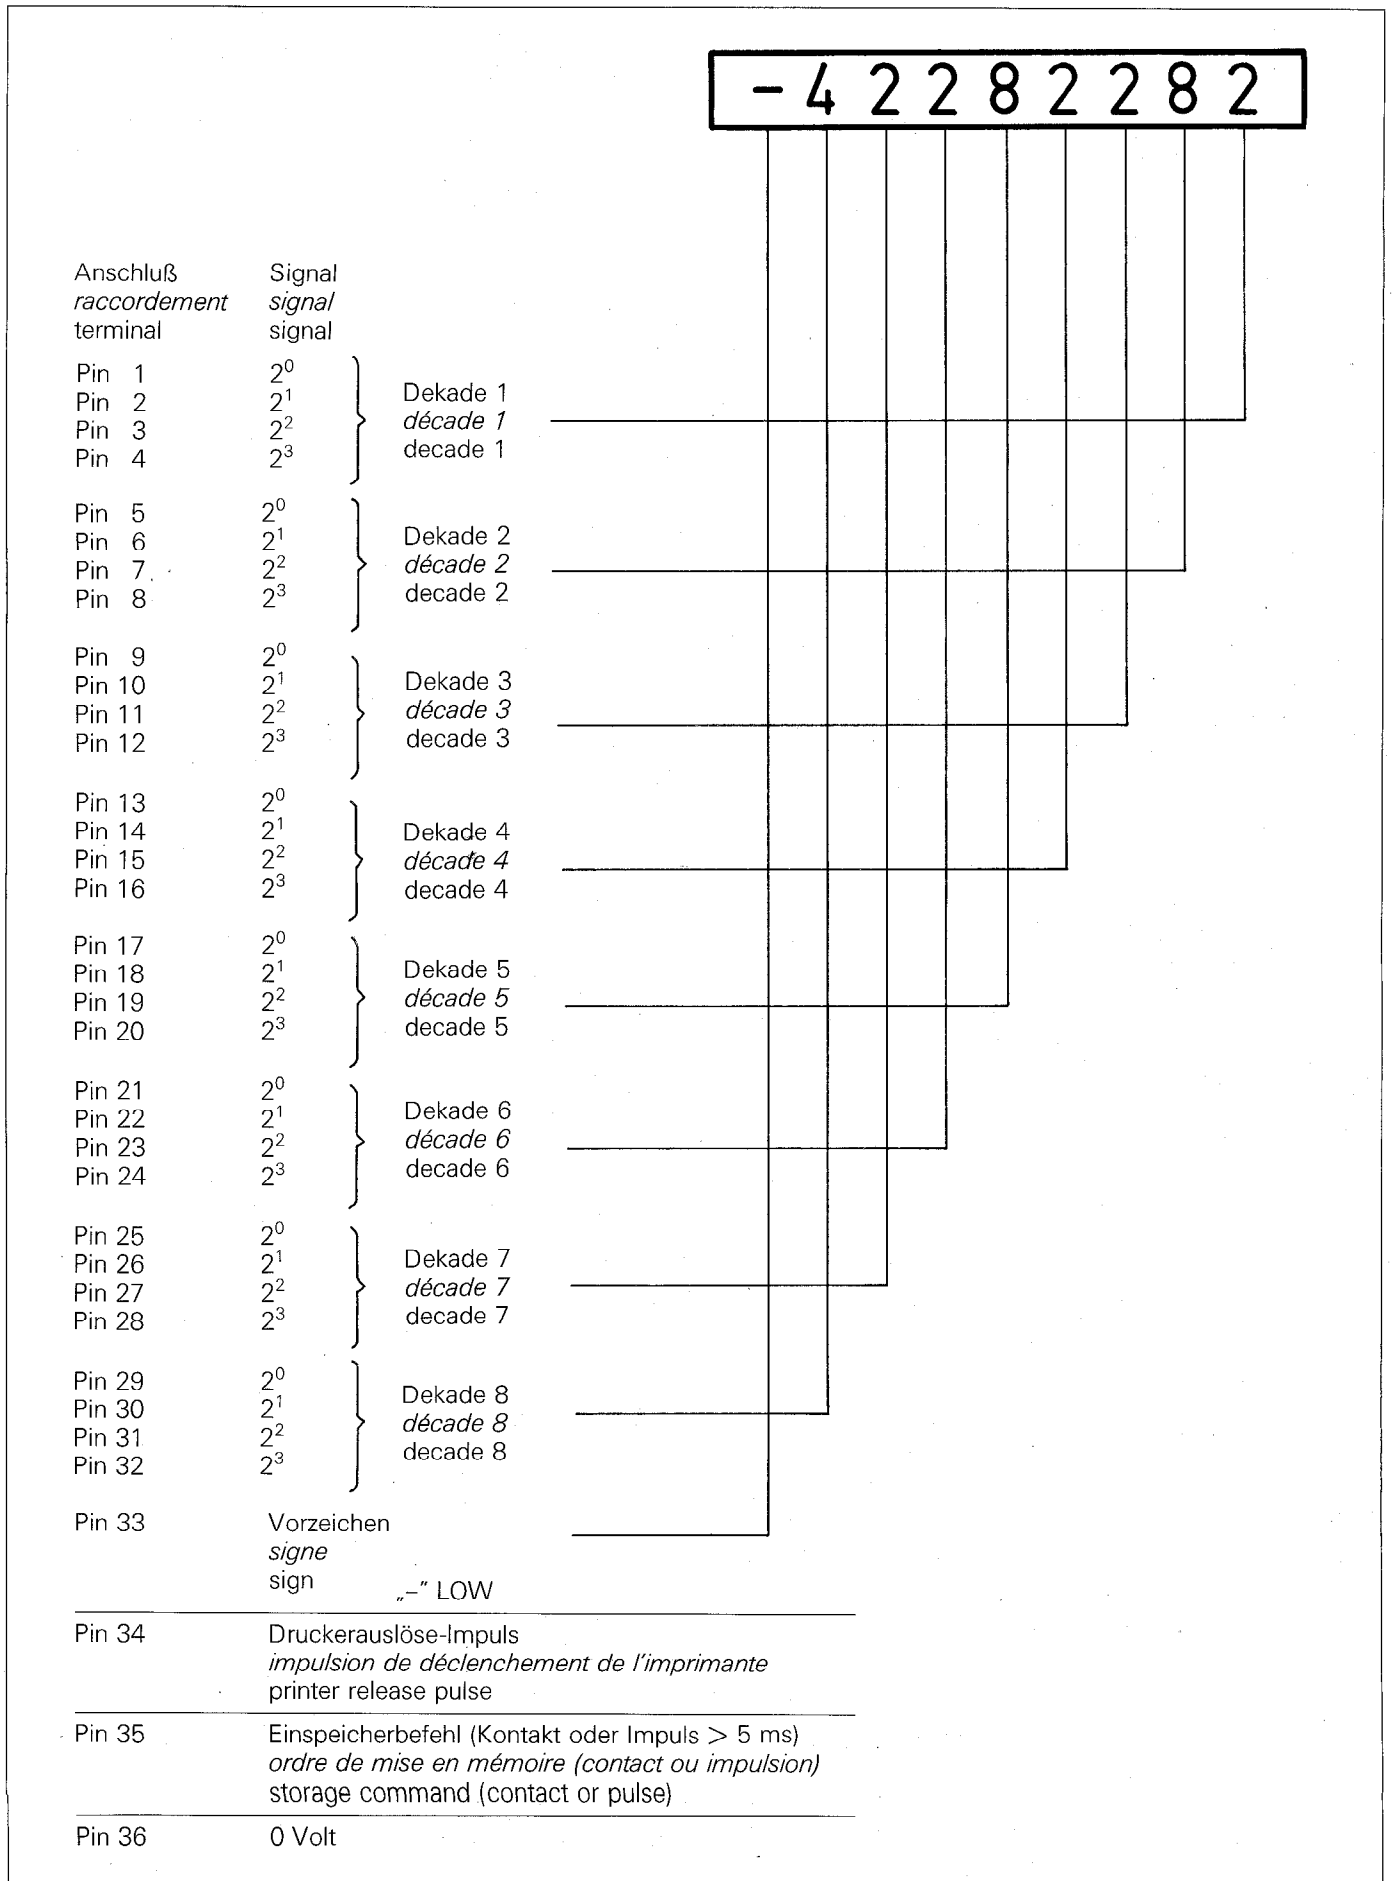 - 4 2 2 8 2 2 8 2
Anschluß Signal
raccordement signal
terminal signal
Pin 1 2⁰
Pin 2 2¹
Pin 3 2²
Pin 4 2³
Dekade 1
décade 1
decade 1
Pin 5 2⁰
Pin 6 2¹
Pin 7 2²
Pin 8 2³
Dekade 2
décade 2
decade 2
Pin 9 2⁰
Pin 10 2¹
Pin 11 2²
Pin 12 2³
Dekade 3
décade 3
decade 3
Pin 13 2⁰
Pin 14 2¹
Pin 15 2²
Pin 16 2³
Dekade 4
décade 4
decade 4
Pin 17 2⁰
Pin 18 2¹
Pin 19 2²
Pin 20 2³
Dekade 5
décade 5
decade 5
Pin 21 2⁰
Pin 22 2¹
Pin 23 2²
Pin 24 2³
Dekade 6
décade 6
decade 6
Pin 25 2⁰
Pin 26 2¹
Pin 27 2²
Pin 28 2³
Dekade 7
décade 7
decade 7
Pin 29 2⁰
Pin 30 2¹
Pin 31 2²
Pin 32 2³
Dekade 8
décade 8
decade 8
Pin 33 Vorzeichen
signe
sign „–” LOW
Pin 34 Druckerauslöse-Impuls
impulsion de déclenchement de l'imprimante
printer release pulse
Pin 35 Einspeicherbefehl (Kontakt oder Impuls > 5 ms)
ordre de mise en mémoire (contact ou impulsion)
storage command (contact or pulse)
Pin 36 0 Volt